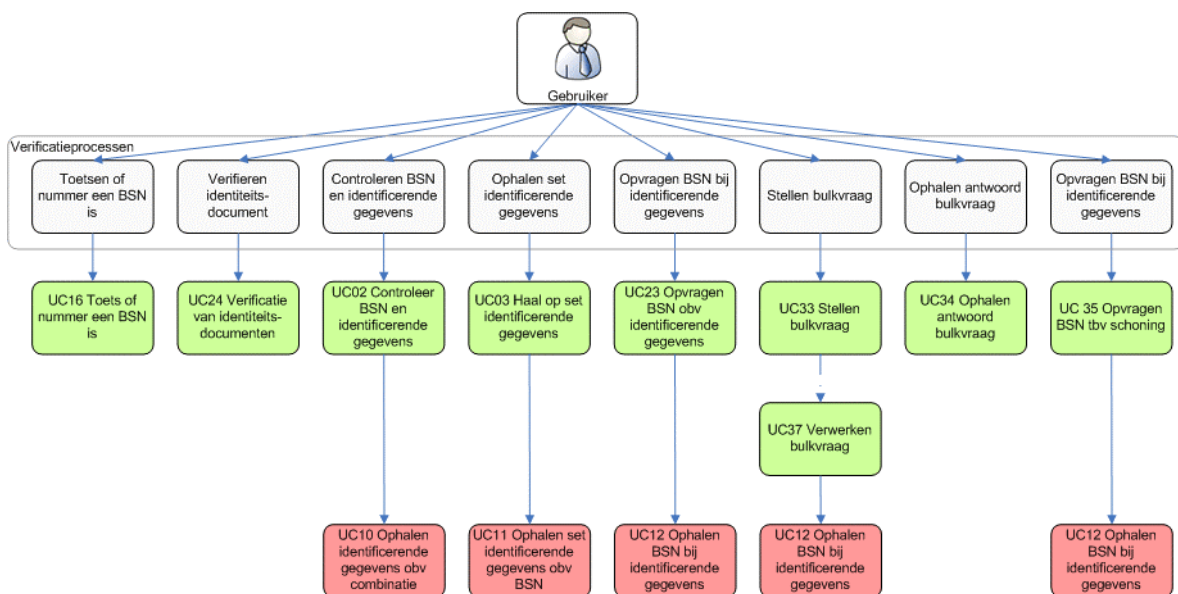 Gebruiker
Verificatieprocessen
Toetsen of
nummer een BSN
is
Verifieren
identiteits-
document
Controleren BSN
en identificerende
gegevens
Ophalen set
identificerende
gegevens
Opvragen BSN bij
identificerende
gegevens
Stellen bulkvraag
Ophalen antwoord
bulkvraag
Opvragen BSN bij
identificerende
gegevens
UC16 Toets of
nummer een BSN
is
UC24 Verificatie
van identiteits-
documenten
UC02 Controleer
BSN en
identificerende
gegevens
UC03 Haal op set
identificerende
gegevens
UC23 Opvragen
BSN obv
identificerende
gegevens
UC33 Stellen
bulkvraag
UC34 Ophalen
antwoord
bulkvraag
UC 35 Opvragen
BSN tbv schoning
UC37 Verwerken
bulkvraag
UC10 Ophalen
identificerende
gegevens obv
combinatie
UC11 Ophalen set
identificerende
gegevens obv
BSN
UC12 Ophalen
BSN bij
identificerende
gegevens
UC12 Ophalen
BSN bij
identificerende
gegevens
UC12 Ophalen
BSN bij
identificerende
gegevens